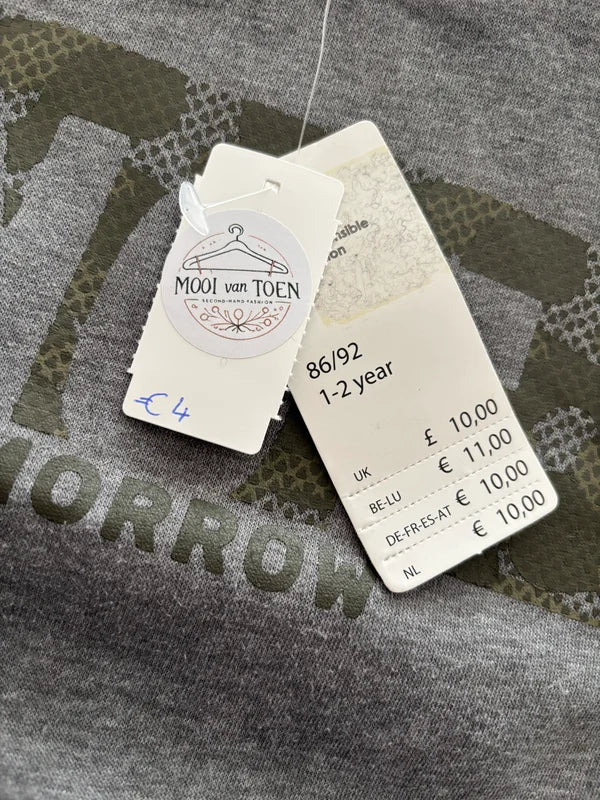 MOOI van TOEN
SECOND-HAND FASHION
€ 4
86/92
1-2 year
UK £ 10,00
BE-LU € 11,00
DE-FR-ES-AT € 10,00
NL € 10,00
ORROW